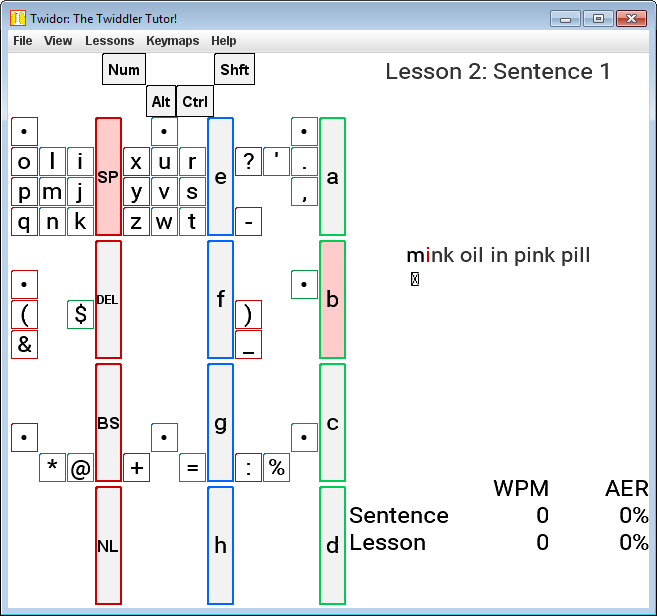 Twidor: The Twiddler Tutor!
File View Lessons Keymaps Help
Num Shft
Alt Ctrl
Lesson 2: Sentence 1
• • •
o l i x u r ? ' .
SP e a
p m j y v s ,
q n k z w t -
mink oil in pink pill
• •
DEL f b
( $ )
& _
• • •
BS g c
* @ + = : %
WPM AER
Sentence 0 0%
Lesson 0 0%
NL h d